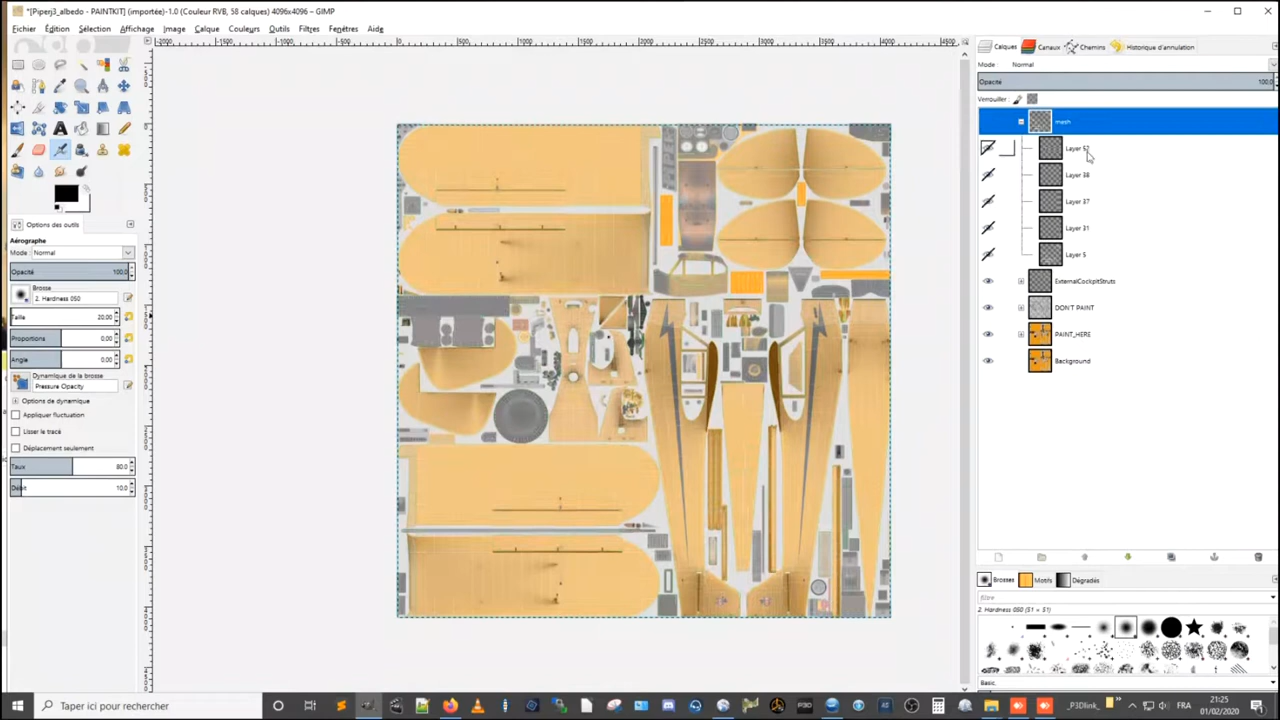 *[Piperj3_albedo - PAINTKIT] (importée)-1.0 (Couleur RVB, 58 calques) 4096x4096 – GIMP
Fichier Édition Sélection Affichage Image Calque Couleurs Outils Filtres Fenêtres Aide
Calques Canaux Chemins Historique d'annulation
Mode : Normal
Opacité 100,0
Verrouiller :
mesh
Layer 38
Layer 37
Layer 31
Layer 5
ExternalCockpitStruts
DON'T PAINT
PAINT_HERE
Background
Options des outils
Aérographe
Mode : Normal
Opacité 100,0
Brosse
2. Hardness 050
Taille 20,00
Proportions 0,00
Angle 0,00
Dynamique de la brosse
Pressure Opacity
Options de dynamique
Appliquer fluctuation
Lisser le tracé
Déplacement seulement
Taux 80,0
Débit 10,0
Brosses Motifs Dégradés
filtre
2. Hardness 050 (51 × 51)
Basic,
Taper ici pour rechercher
P3D
_P3Dlink_
FRA
21:25
01/02/2020